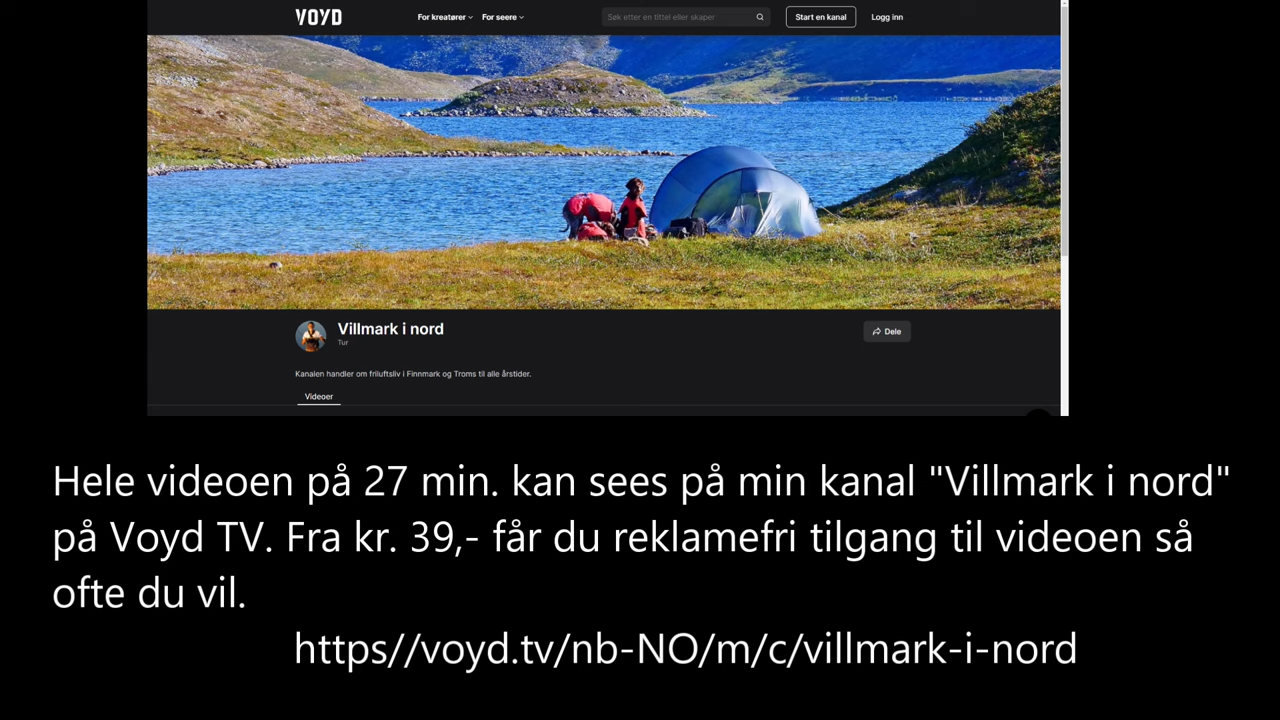 VOYD
For kreatører
For seere
Søk etter en tittel eller skaper
Start en kanal
Logg inn
Villmark i nord
Tur
Dele
Kanalen handler om friluftsliv i Finnmark og Troms til alle årstider.
Videoer
Hele videoen på 27 min. kan sees på min kanal "Villmark i nord"
på Voyd TV. Fra kr. 39,- får du reklamefri tilgang til videoen så
ofte du vil.
https//voyd.tv/nb-NO/m/c/villmark-i-nord